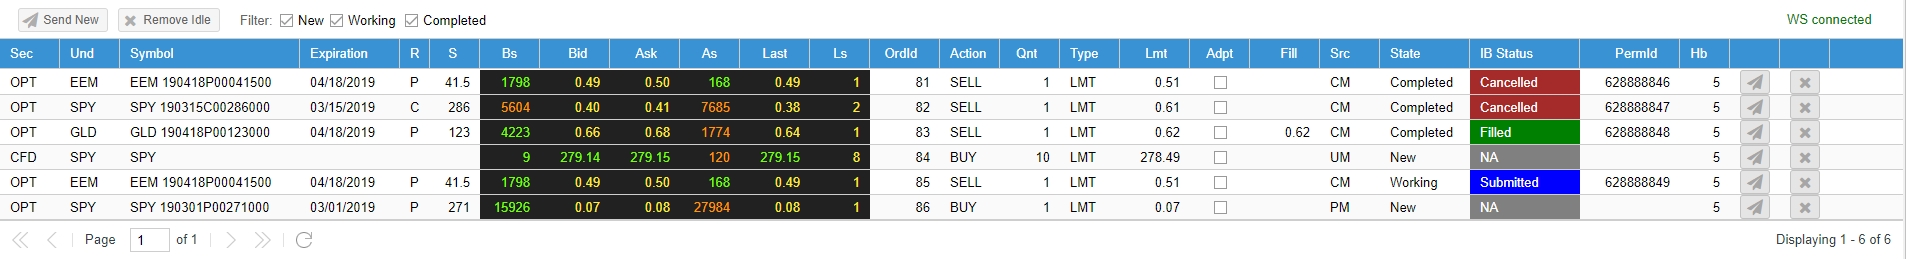 Send New Remove Idle Filter: New Working Completed WS connected
Sec Und Symbol Expiration R S Bs Bid Ask As Last Ls OrdId Action Qnt Type Lmt Adpt Fill Src State IB Status PermId Hb
OPT EEM EEM 190418P00041500 04/18/2019 P 41.5 1798 0.49 0.50 168 0.49 1 81 SELL 1 LMT 0.51 CM Completed Cancelled 628888846 5
OPT SPY SPY 190315C00286000 03/15/2019 C 286 5604 0.40 0.41 7685 0.38 2 82 SELL 1 LMT 0.61 CM Completed Cancelled 628888847 5
OPT GLD GLD 190418P00123000 04/18/2019 P 123 4223 0.66 0.68 1774 0.64 1 83 SELL 1 LMT 0.62 0.62 CM Completed Filled 628888848 5
CFD SPY SPY 9 279.14 279.15 120 279.15 8 84 BUY 10 LMT 278.49 UM New NA 5
OPT EEM EEM 190418P00041500 04/18/2019 P 41.5 1798 0.49 0.50 168 0.49 1 85 SELL 1 LMT 0.51 CM Working Submitted 628888849 5
OPT SPY SPY 190301P00271000 03/01/2019 P 271 15926 0.07 0.08 27984 0.08 1 86 BUY 1 LMT 0.07 PM New NA 5
Page 1 of 1 Displaying 1 - 6 of 6